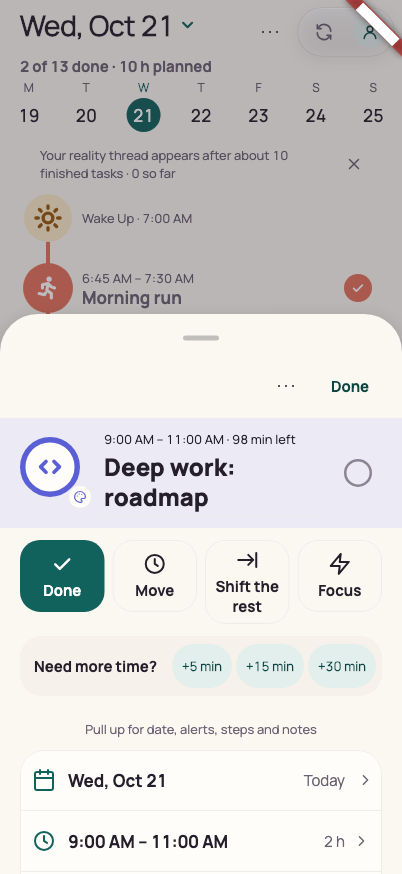 Wed, Oct 21
2 of 13 done · 10 h planned
M T W T F S S
19 20 21 22 23 24 25
Your reality thread appears after about 10
finished tasks · 0 so far
Wake Up · 7:00 AM
6:45 AM – 7:30 AM
Morning run
Done
9:00 AM – 11:00 AM · 98 min left
Deep work:
roadmap
Done
Move
Shift the
rest
Focus
Need more time?
+5 min
+15 min
+30 min
Pull up for date, alerts, steps and notes
Wed, Oct 21
Today
9:00 AM – 11:00 AM
2 h